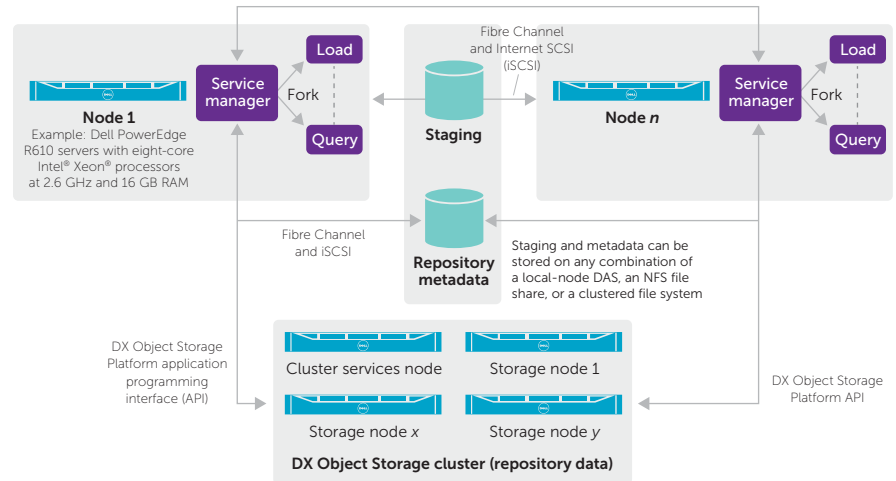 Load
Service
manager
Fork
Query
Node 1
Example: Dell PowerEdge
R610 servers with eight-core
Intel® Xeon® processors
at 2.6 GHz and 16 GB RAM
Staging
Fibre Channel
and Internet SCSI
(iSCSI)
Node n
Load
Service
manager
Fork
Query
Fibre Channel
and iSCSI
Repository
metadata
Staging and metadata can be
stored on any combination of
a local-node DAS, an NFS file
share, or a clustered file system
DX Object Storage
Platform application
programming
interface (API)
Cluster services node
Storage node 1
Storage node x
Storage node y
DX Object Storage cluster (repository data)
DX Object Storage
Platform API